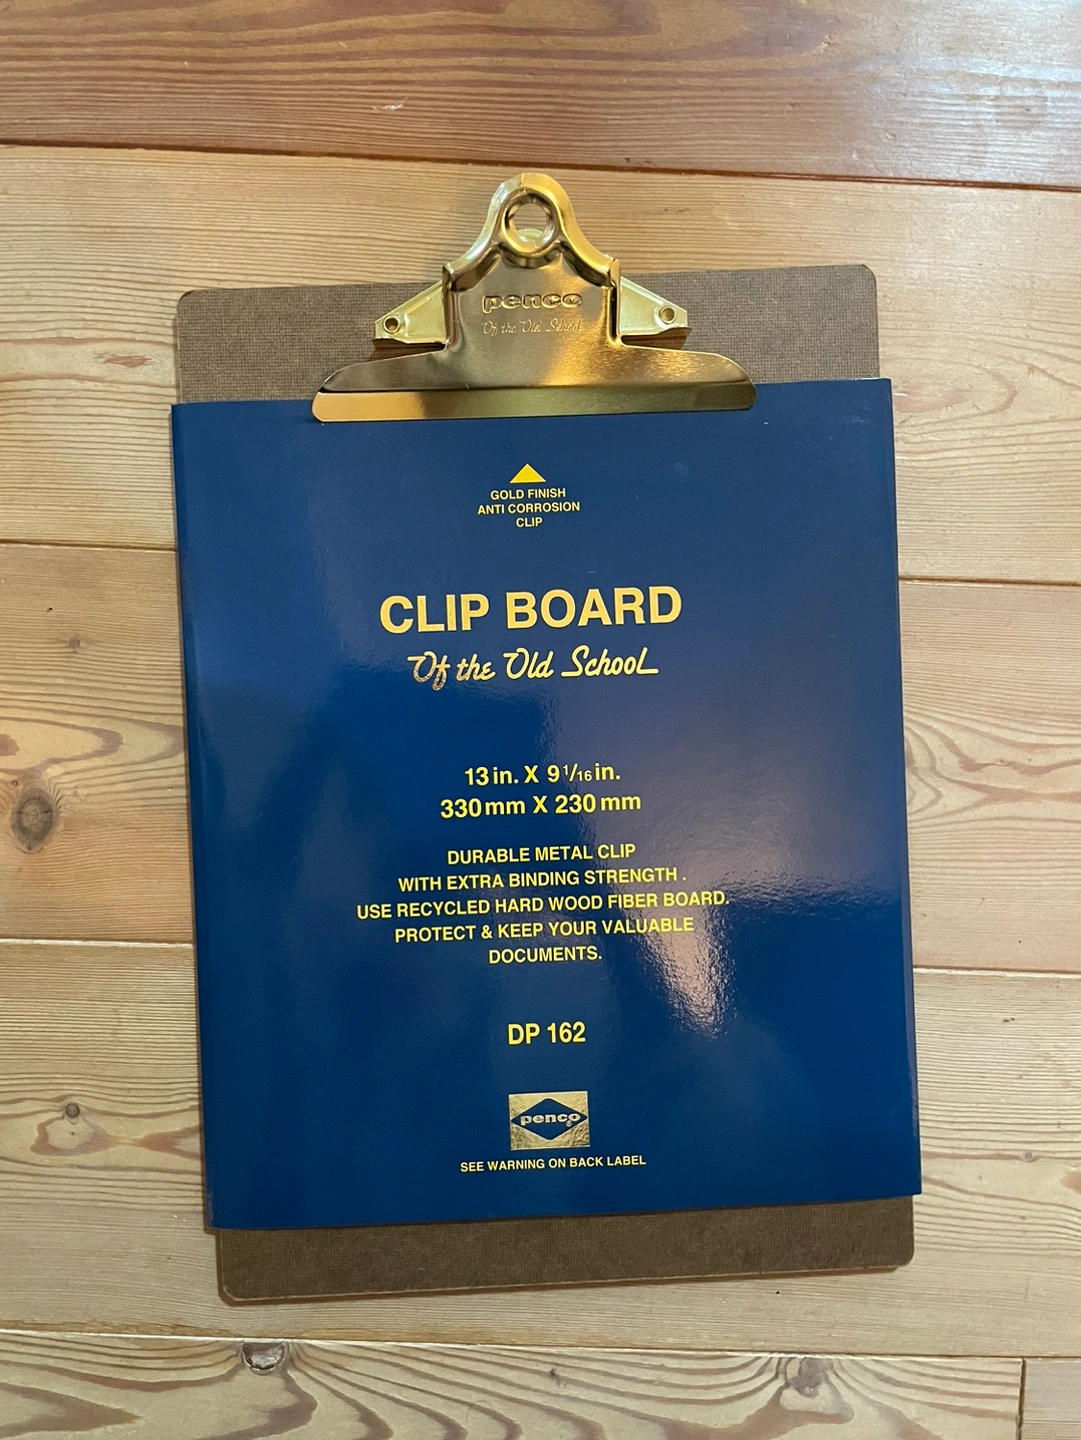 penco
Of the Old School
GOLD FINISH
ANTI CORROSION
CLIP
CLIP BOARD
Of the Old School
13 in. X 9 1/16 in.
330 mm X 230 mm
DURABLE METAL CLIP
WITH EXTRA BINDING STRENGTH .
USE RECYCLED HARD WOOD FIBER BOARD.
PROTECT & KEEP YOUR VALUABLE
DOCUMENTS.
DP 162
penco®
SEE WARNING ON BACK LABEL